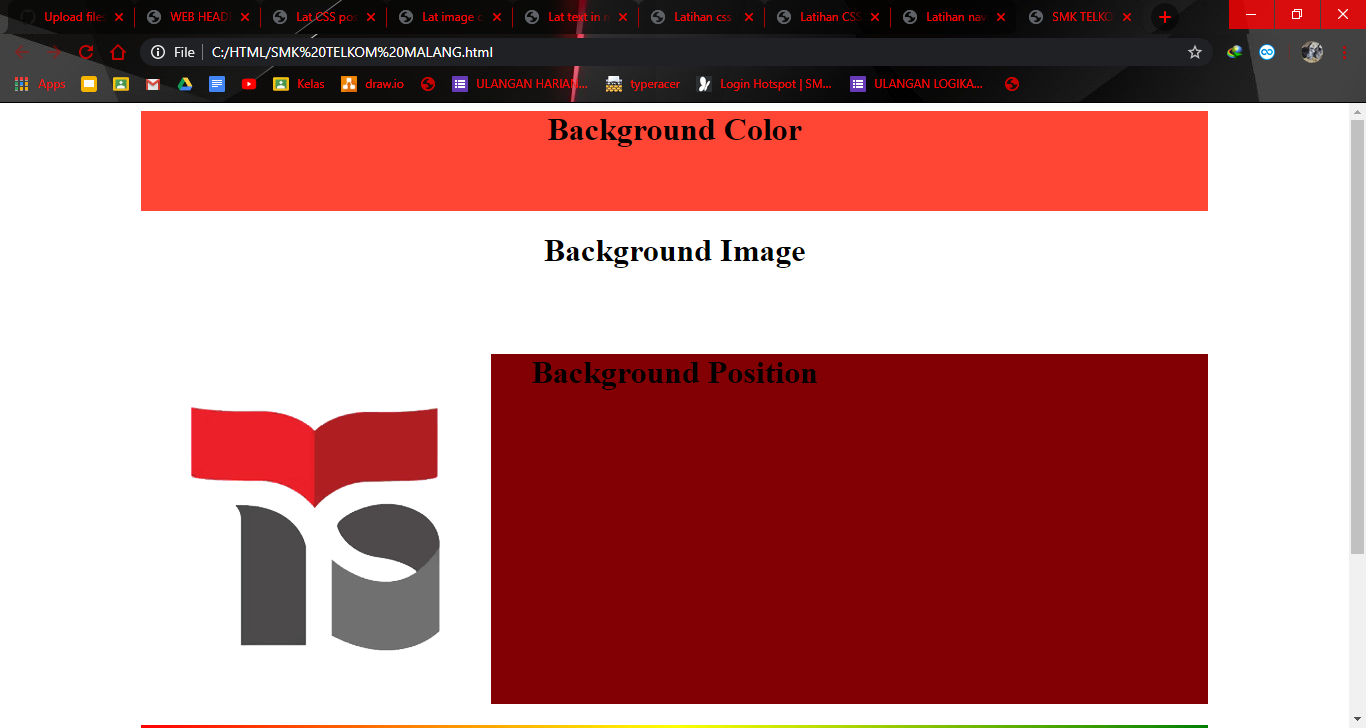 Upload files WEB HEAD Lat CSS pos Lat image c Lat text in Latihan css Latihan CSS Latihan nav SMK TELKO
File C:/HTML/SMK%20TELKOM%20MALANG.html
Apps Kelas draw.io ULANGAN HARIAN... typeracer Login Hotspot | SM... ULANGAN LOGIKA...
Background Color
Background Image
Background Position